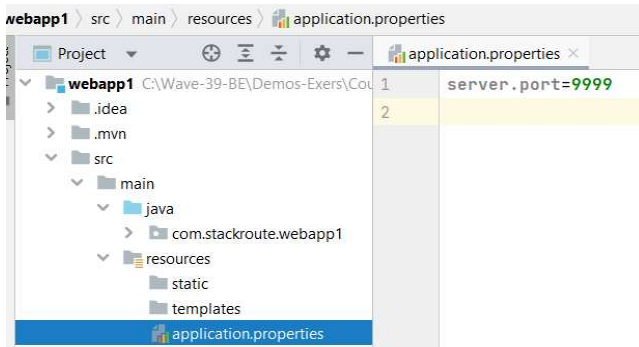 webapp1 > src > main > resources > application.properties
Project
application.properties
webapp1 C:\Wave-39-BE\Demos-Exers\Cou
1 server.port=9999
2
.idea
.mvn
src
main
java
com.stackroute.webapp1
resources
static
templates
application.properties